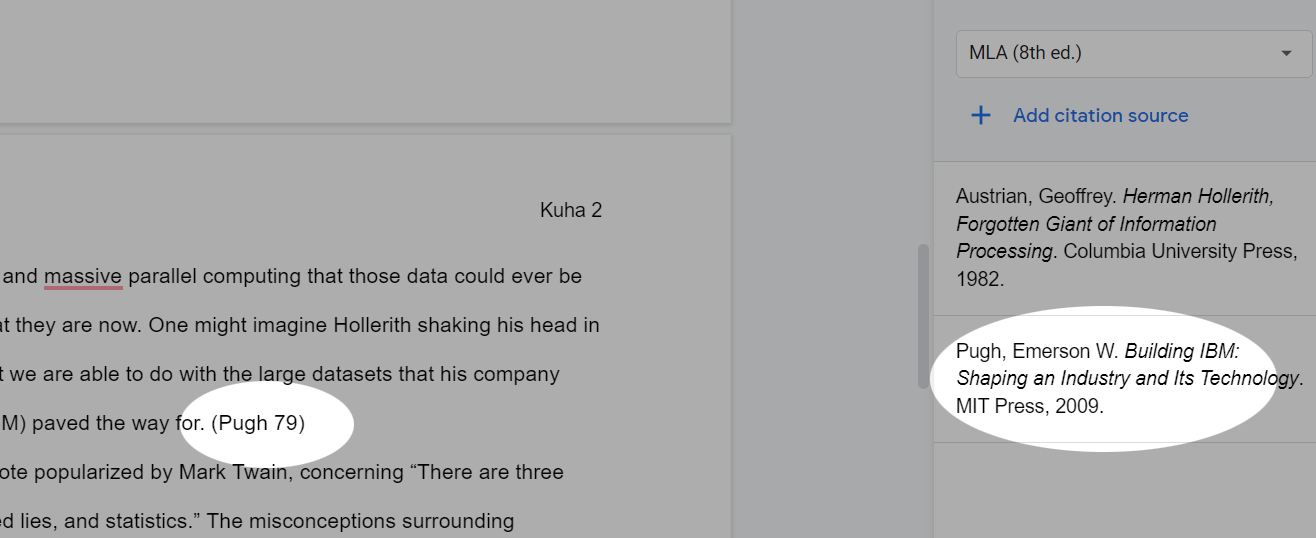 Kuha 2
and massive parallel computing that those data could ever be
at they are now. One might imagine Hollerith shaking his head in
t we are able to do with the large datasets that his company
M) paved the way for. (Pugh 79)
ote popularized by Mark Twain, concerning “There are three
ed lies, and statistics.” The misconceptions surrounding
MLA (8th ed.)
+ Add citation source
Austrian, Geoffrey. Herman Hollerith,
Forgotten Giant of Information
Processing. Columbia University Press,
1982.
Pugh, Emerson W. Building IBM:
Shaping an Industry and Its Technology.
MIT Press, 2009.